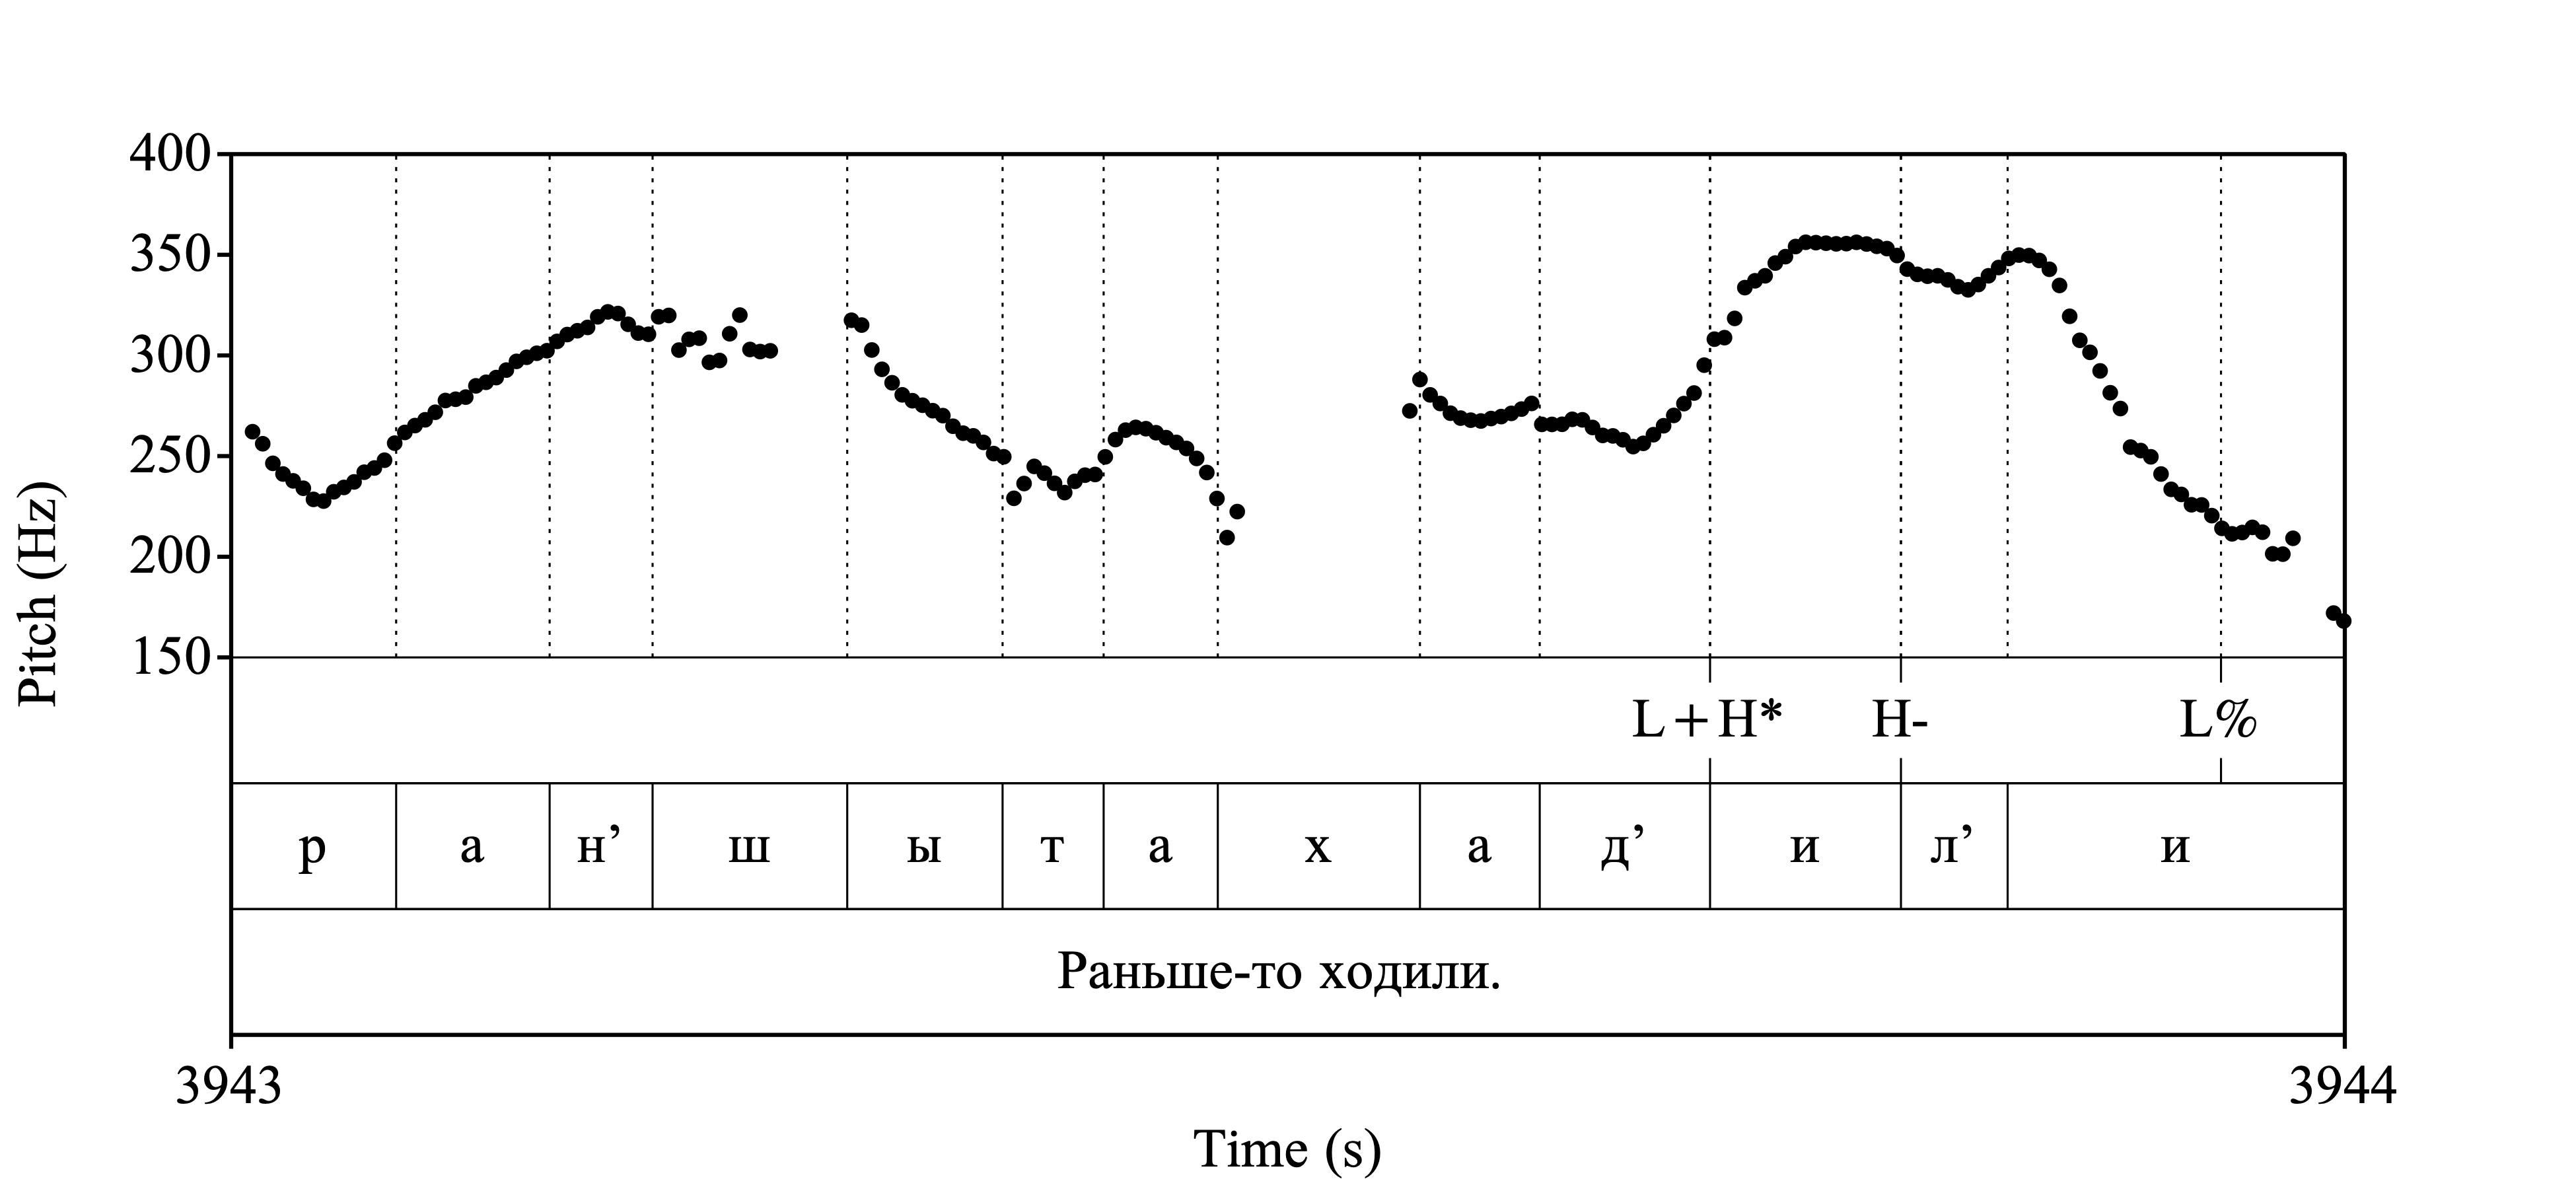 400
350
300
250
200
150
Pitch (Hz)
L+H* H- L%
р а н’ ш ы т а х а д’ и л’ и
Раньше-то ходили.
3943 3944
Time (s)